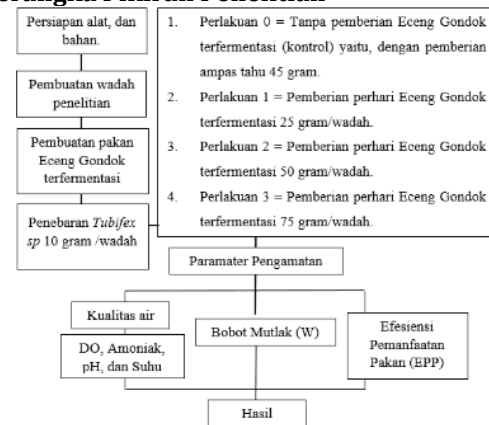 Persiapan alat, dan
bahan.
Pembuatan wadah
penelitian
Pembuatan pakan
Eceng Gondok
terfermentasi
Penebaran Tubifex
sp 10 gram /wadah
1. Perlakuan 0 = Tanpa pemberian Eceng Gondok
terfermentasi (kontrol) yaitu, dengan pemberian
ampas tahu 45 gram.
2. Perlakuan 1 = Pemberian perhari Eceng Gondok
terfermentasi 25 gram/wadah.
3. Perlakuan 2 = Pemberian perhari Eceng Gondok
terfermentasi 50 gram/wadah.
4. Perlakuan 3 = Pemberian perhari Eceng Gondok
terfermentasi 75 gram/wadah.
Paramater Pengamatan
Kualitas air
DO, Amoniak,
pH, dan Suhu
Bobot Mutlak (W)
Efesiensi
Pemanfaatan
Pakan (EPP)
Hasil